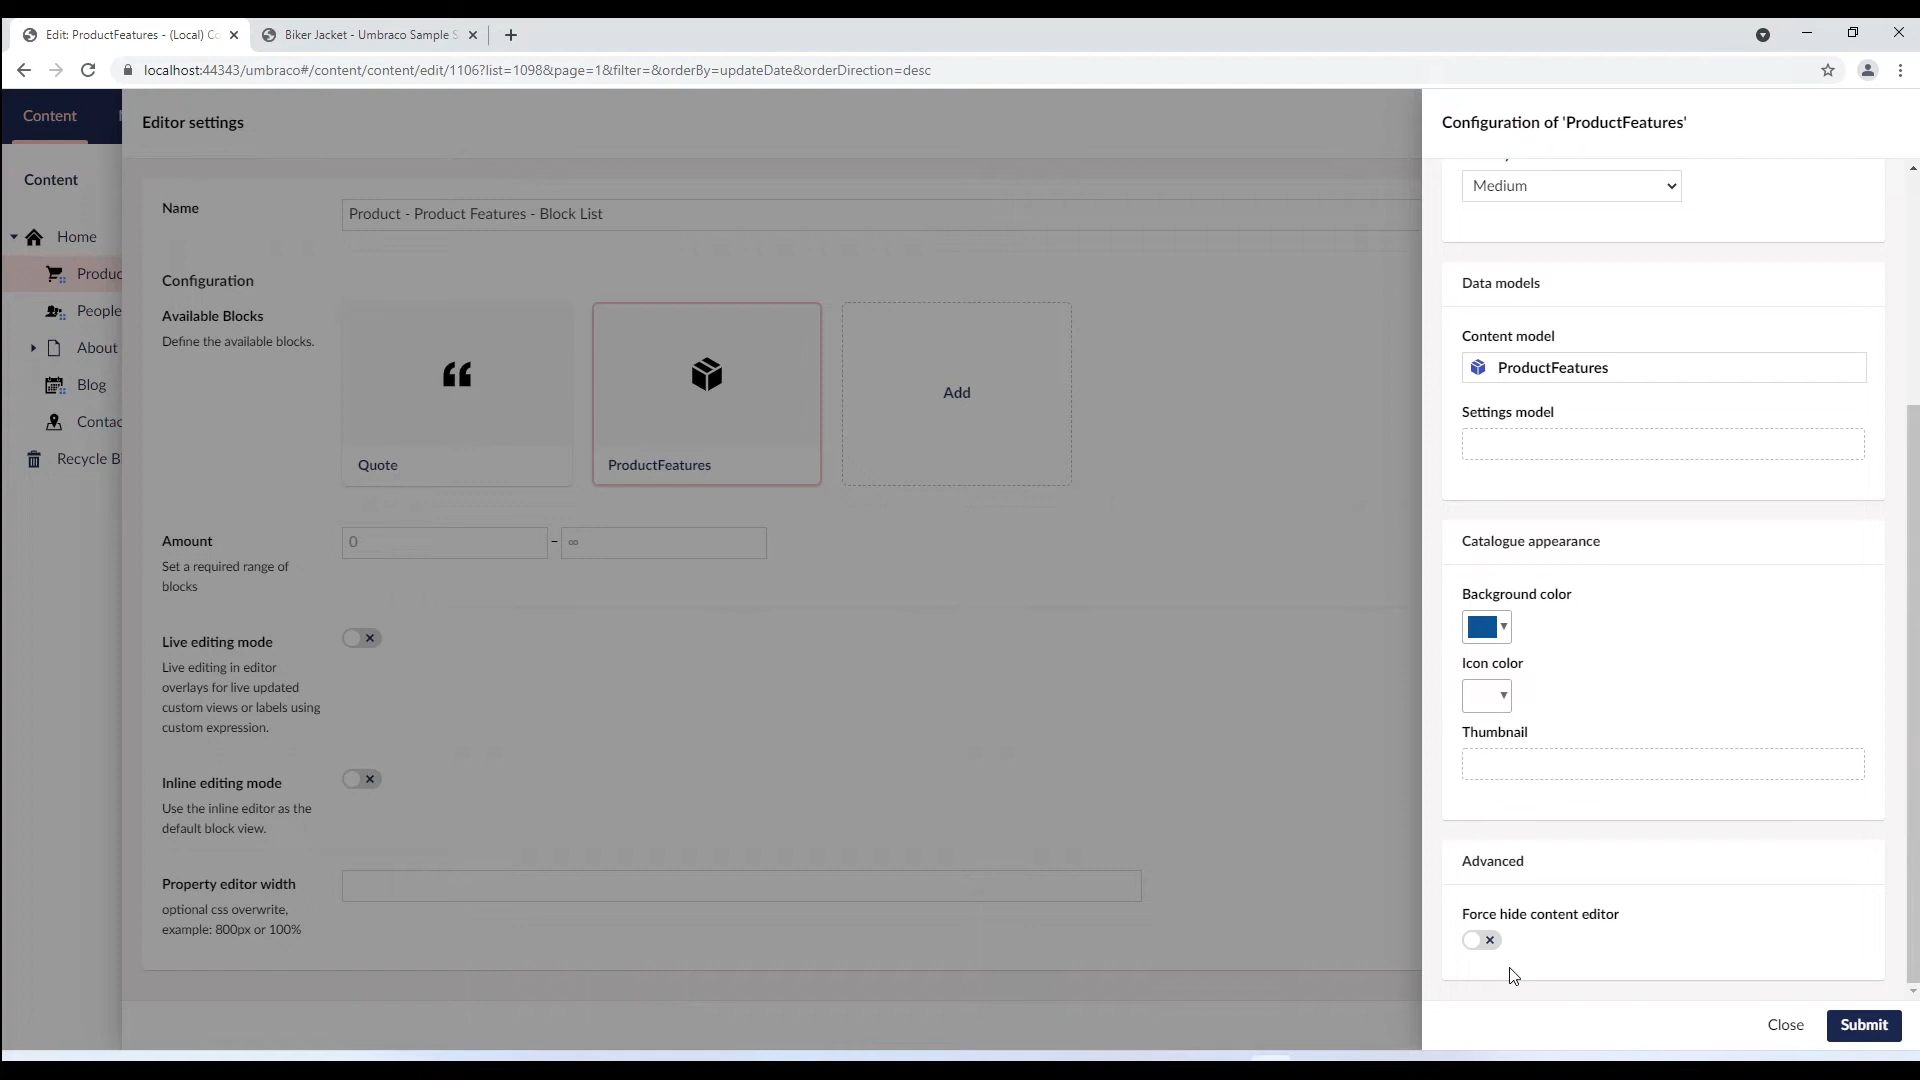 Edit: ProductFeatures - (Local) Co
Biker Jacket - Umbraco Sample S
localhost:44343/umbraco#/content/content/edit/1106?list=1098&page=1&filter=&orderBy=updateDate&orderDirection=desc
Content
Editor settings
Configuration of 'ProductFeatures'
Content
Home
Produc
People
About
Blog
Contac
Recycle B
Name
Product - Product Features - Block List
Configuration
Available Blocks
Define the available blocks.
Quote
ProductFeatures
Add
Amount
Set a required range of
blocks
0
-
∞
Live editing mode
Live editing in editor
overlays for live updated
custom views or labels using
custom expression.
Inline editing mode
Use the inline editor as the
default block view.
Property editor width
optional css overwrite,
example: 800px or 100%
Medium
Data models
Content model
ProductFeatures
Settings model
Catalogue appearance
Background color
Icon color
Thumbnail
Advanced
Force hide content editor
Close
Submit